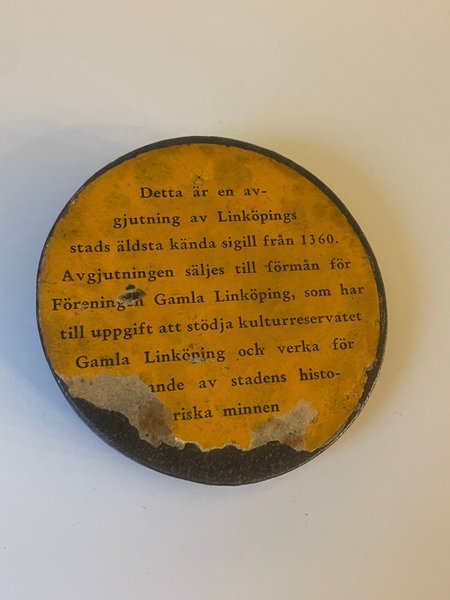 Detta är en av-
gjutning av Linköpings
stads äldsta kända sigill från 1360.
Avgjutningen säljes till förmån för
Föreningen Gamla Linköping, som har
till uppgift att stödja kulturreservatet
Gamla Linköping och verka för
ande av stadens histo-
riska minnen